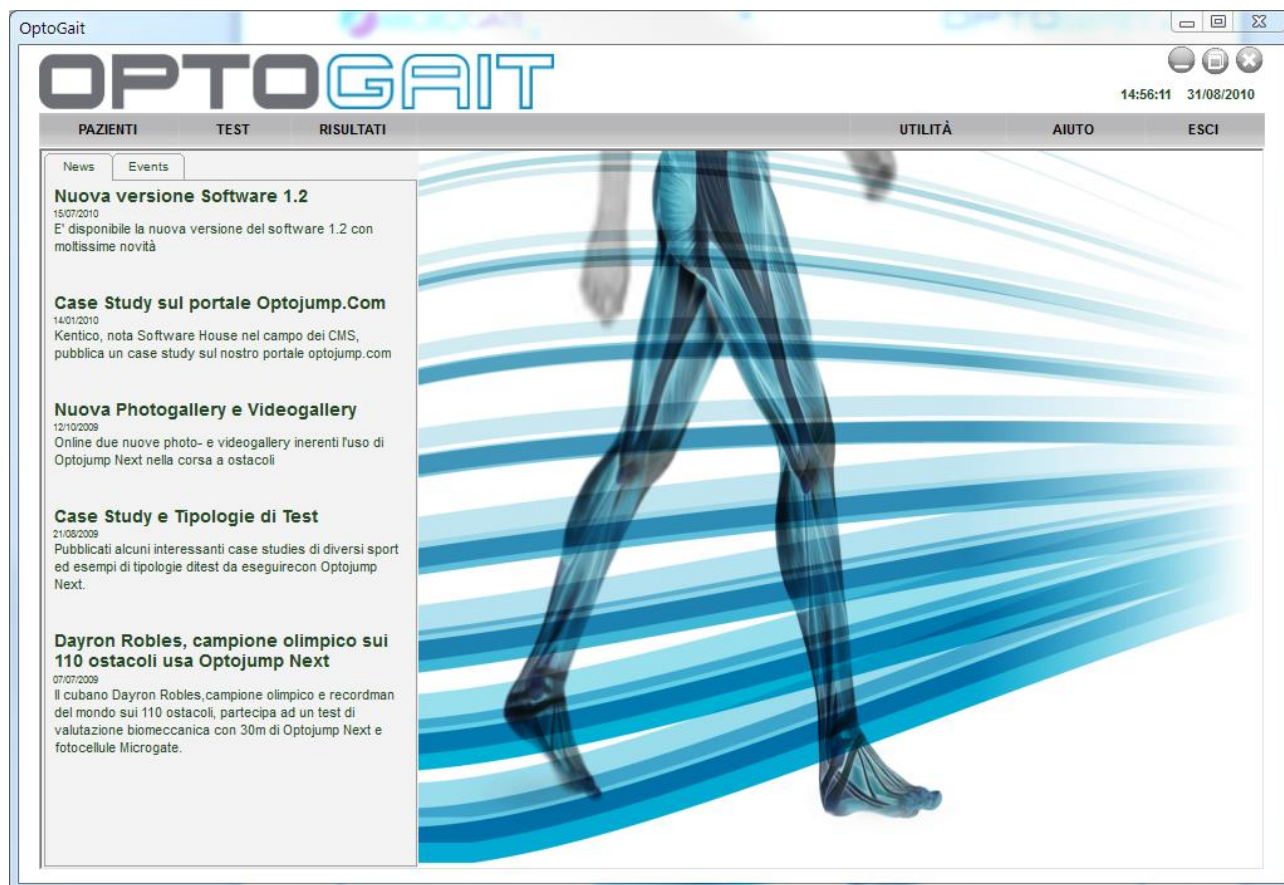 OptoGait
OPTOGAIT
14:56:11 31/08/2010
PAZIENTI TEST RISULTATI UTILITÀ AIUTO ESCI
News Events
Nuova versione Software 1.2
15/07/2010
E' disponibile la nuova versione del software 1.2 con
moltissime novità
Case Study sul portale Optojump.Com
14/01/2010
Kentico, nota Software House nel campo dei CMS,
pubblica un case study sul nostro portale optojump.com
Nuova Photogallery e Videogallery
12/10/2009
Online due nuove photo- e videogallery inerenti l'uso di
Optojump Next nella corsa a ostacoli
Case Study e Tipologie di Test
21/08/2009
Pubblicati alcuni interessanti case studies di diversi sport
ed esempi di tipologie ditest da eseguirecon Optojump
Next.
Dayron Robles, campione olimpico sui
110 ostacoli usa Optojump Next
07/07/2009
Il cubano Dayron Robles,campione olimpico e recordman
del mondo sui 110 ostacoli, partecipa ad un test di
valutazione biomeccanica con 30m di Optojump Next e
fotocellule Microgate.